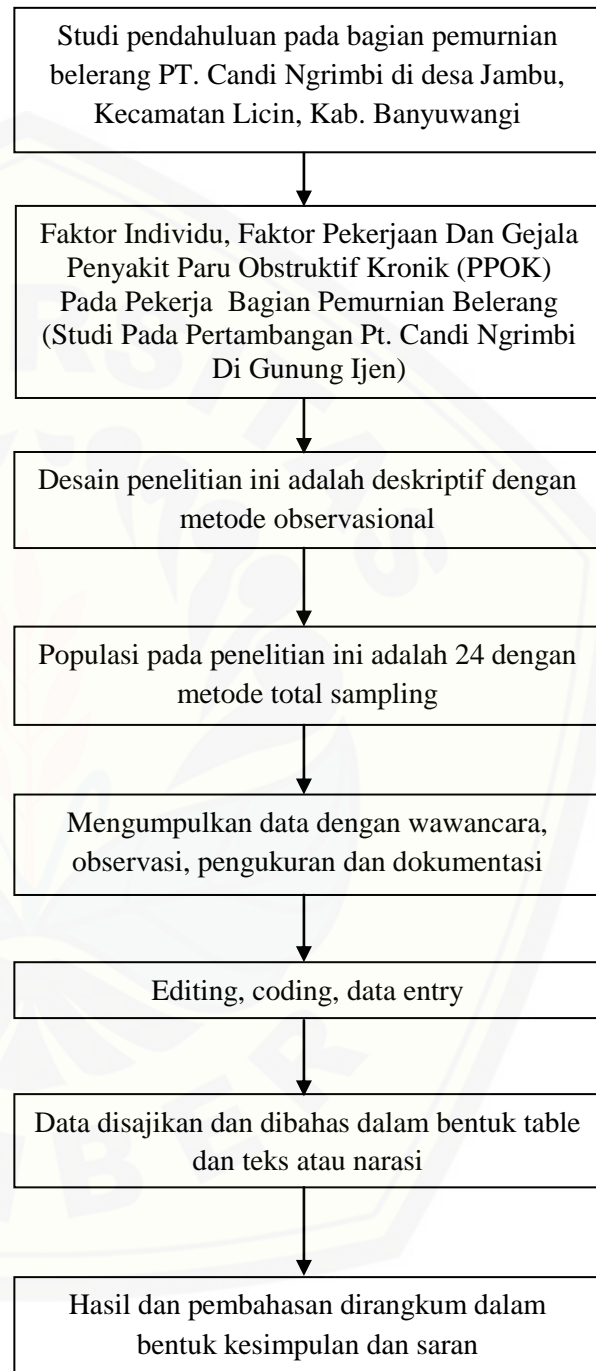 Studi pendahuluan pada bagian pemurnian
belerang PT. Candi Ngrimbi di desa Jambu,
Kecamatan Licin, Kab. Banyuwangi
Faktor Individu, Faktor Pekerjaan Dan Gejala
Penyakit Paru Obstruktif Kronik (PPOK)
Pada Pekerja Bagian Pemurnian Belerang
(Studi Pada Pertambangan Pt. Candi Ngrimbi
Di Gunung Ijen)
Desain penelitian ini adalah deskriptif dengan
metode observasional
Populasi pada penelitian ini adalah 24 dengan
metode total sampling
Mengumpulkan data dengan wawancara,
observasi, pengukuran dan dokumentasi
Editing, coding, data entry
Data disajikan dan dibahas dalam bentuk table
dan teks atau narasi
Hasil dan pembahasan dirangkum dalam
bentuk kesimpulan dan saran